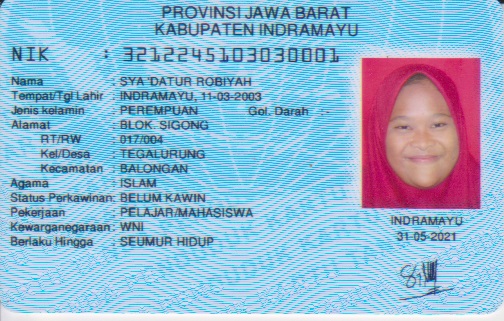 PROVINSI JAWA BARAT
KABUPATEN INDRAMAYU
NIK : 3212245103030001
Nama : SYA'DATUR ROBIYAH
Tempat/Tgl Lahir : INDRAMAYU, 11-03-2003
Jenis kelamin : PEREMPUAN Gol. Darah
Alamat : BLOK. SIGONG
RT/RW : 017/004
Kel/Desa : TEGALURUNG
Kecamatan : BALONGAN
Agama : ISLAM
Status Perkawinan: BELUM KAWIN
Pekerjaan : PELAJAR/MAHASISWA
Kewarganegaraan: WNI
Berlaku Hingga : SEUMUR HIDUP
INDRAMAYU
31-05-2021